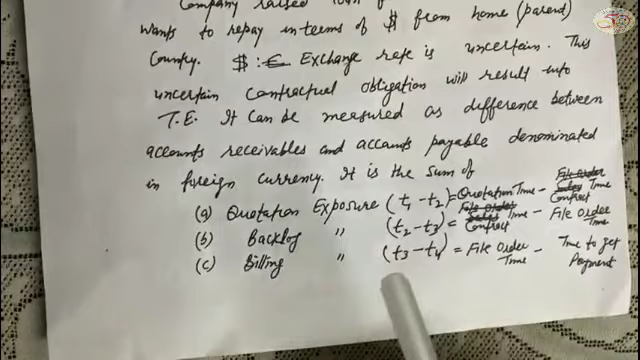 Company raised loan
wants to repay in terms of $ from home (parent)
Country. $ : € Exchange rate is uncertain. This
uncertain contractual obligation will result into
T.E. It can be measured as difference between
accounts receivables and accounts payable denominated
in foreign currency. It is the sum of
(a) Quotation Exposure (t1 - t2) = Quotation Time - Contract Time
(b) Backlog " (t2 - t3) = Contract Time - File Order Time
(c) Billing " (t3 - t4) = File Order Time - Time to get Payment